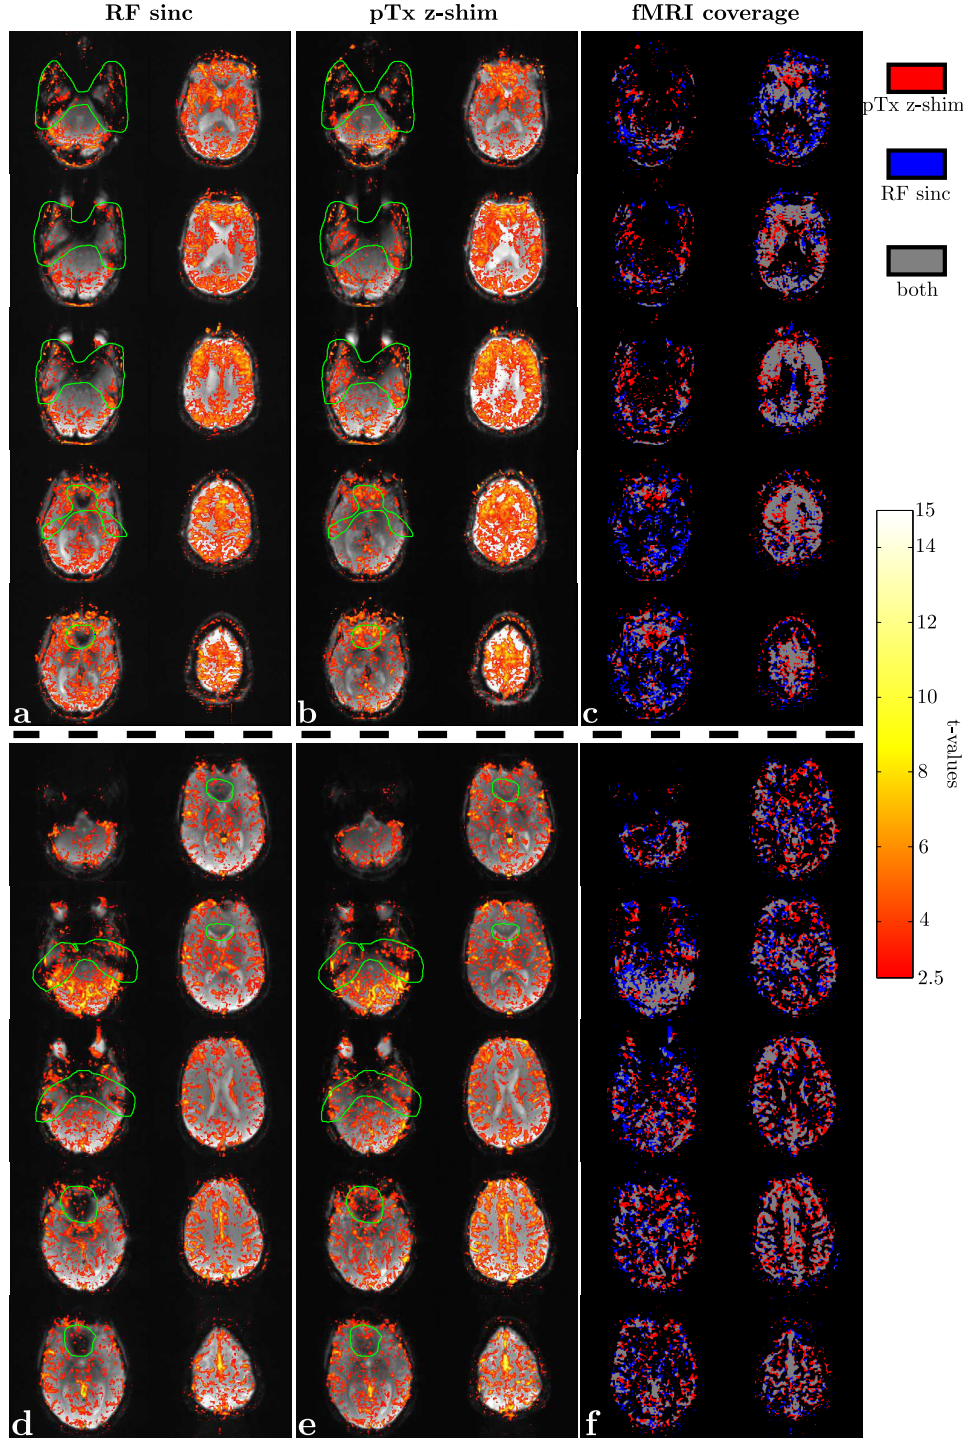 RF sinc
pTx z-shim
fMRI coverage
pTx z-shim
RF sinc
both
a
b
c
15
14
12
10
8
6
4
2.5
t-values
d
e
f